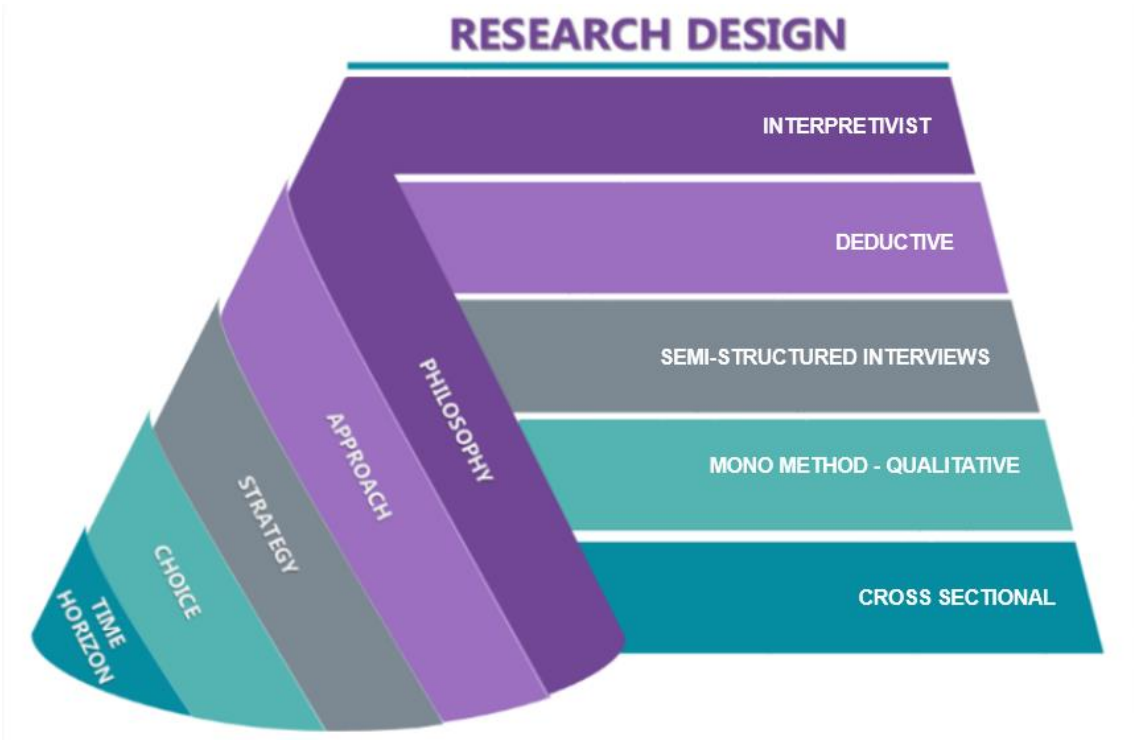 RESEARCH DESIGN
INTERPRETIVIST
DEDUCTIVE
SEMI-STRUCTURED INTERVIEWS
MONO METHOD - QUALITATIVE
CROSS SECTIONAL
PHILOSOPHY
APPROACH
STRATEGY
CHOICE
TIME
HORIZON